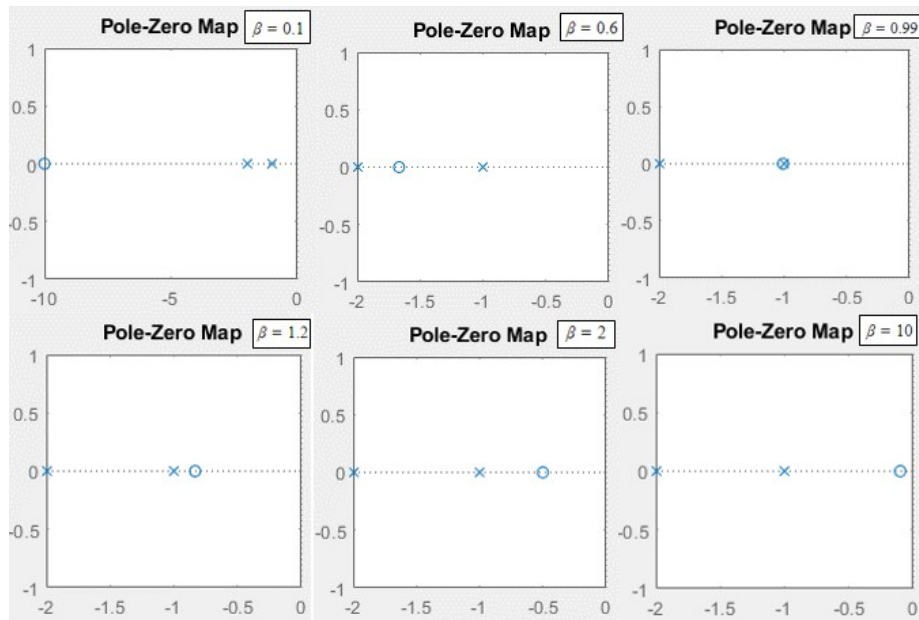 Pole-Zero Map β = 0.1
1
0.5
0
-0.5
-1
-10 -5 0
Pole-Zero Map β = 0.6
1
0.5
0
-0.5
-1
-2 -1.5 -1 -0.5 0
Pole-Zero Map β = 0.99
1
0.5
0
-0.5
-1
-2 -1.5 -1 -0.5 0
Pole-Zero Map β = 1.2
1
0.5
0
-0.5
-1
-2 -1.5 -1 -0.5 0
Pole-Zero Map β = 2
1
0.5
0
-0.5
-1
-2 -1.5 -1 -0.5 0
Pole-Zero Map β = 10
1
0.5
0
-0.5
-1
-2 -1.5 -1 -0.5 0